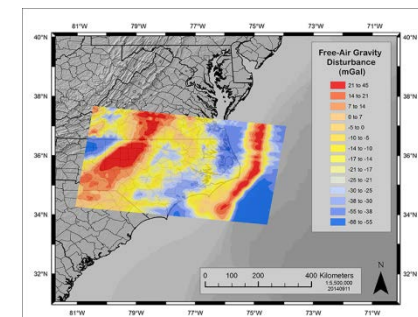 81°W 79°W 77°W 75°W 73°W 71°W
40°N 40°N
38°N 38°N
36°N 36°N
34°N 34°N
32°N 32°N
Free-Air Gravity
Disturbance
(mGal)
21 to 45
14 to 21
7 to 14
0 to 7
-5 to 0
-10 to -5
-14 to -10
-17 to -14
-21 to -17
-25 to -21
-30 to -25
-38 to -30
-55 to -38
-88 to -55
N
0 100 200 400 Kilometers
1:5,500,000
20140911
81°W 79°W 77°W 75°W 73°W 71°W